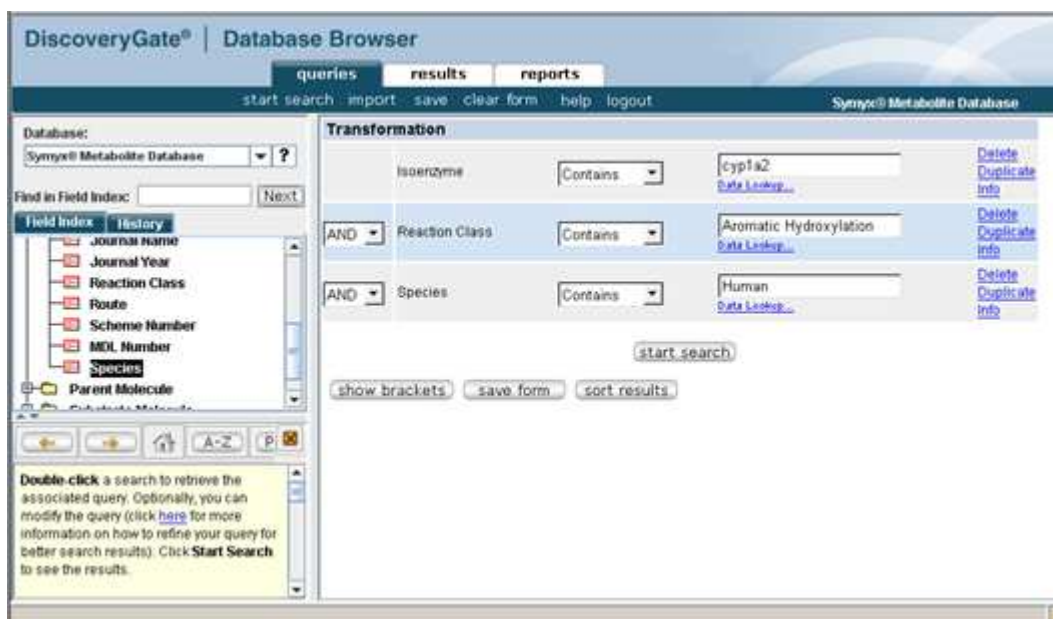 DiscoveryGate® | Database Browser
queries results reports
start search import save clear form help logout Symyx® Metabolite Database
Database:
Symyx® Metabolite Database ?
Find in Field Index: Next
Field Index History
Journal Name
Journal Year
Reaction Class
Route
Scheme Number
MDL Number
Species
Parent Molecule
Substrate Molecule
A-Z P
Double-click a search to retrieve the
associated query. Optionally, you can
modify the query (click here for more
information on how to refine your query for
better search results). Click Start Search
to see the results.
Transformation
Isoenzyme Contains cyp1a2 Delete
Data Lookup... Duplicate
Info
AND Reaction Class Contains Aromatic Hydroxylation Delete
Data Lookup... Duplicate
Info
AND Species Contains Human Delete
Data Lookup... Duplicate
Info
start search
show brackets save form sort results